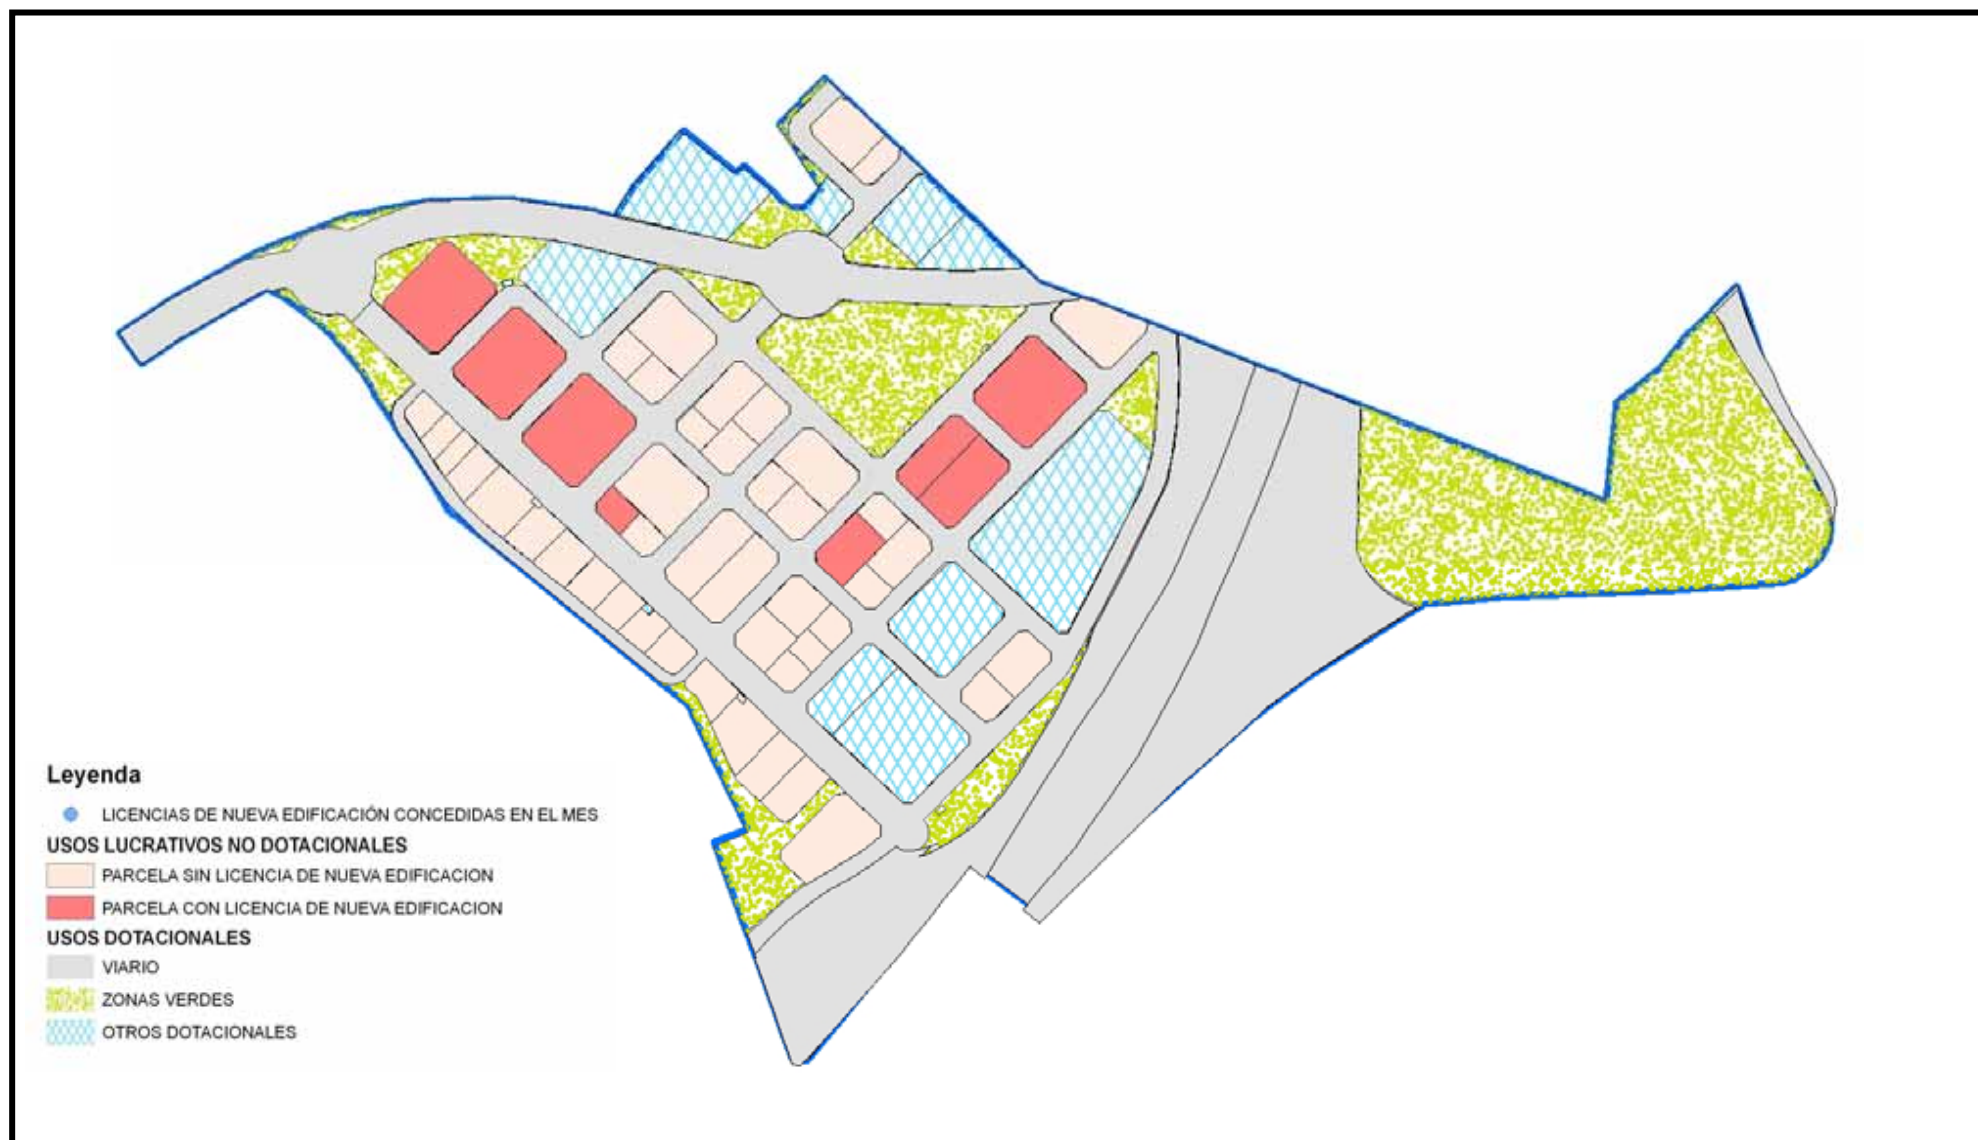 Leyenda
LICENCIAS DE NUEVA EDIFICACIÓN CONCEDIDAS EN EL MES
USOS LUCRATIVOS NO DOTACIONALES
PARCELA SIN LICENCIA DE NUEVA EDIFICACION
PARCELA CON LICENCIA DE NUEVA EDIFICACION
USOS DOTACIONALES
VIARIO
ZONAS VERDES
OTROS DOTACIONALES